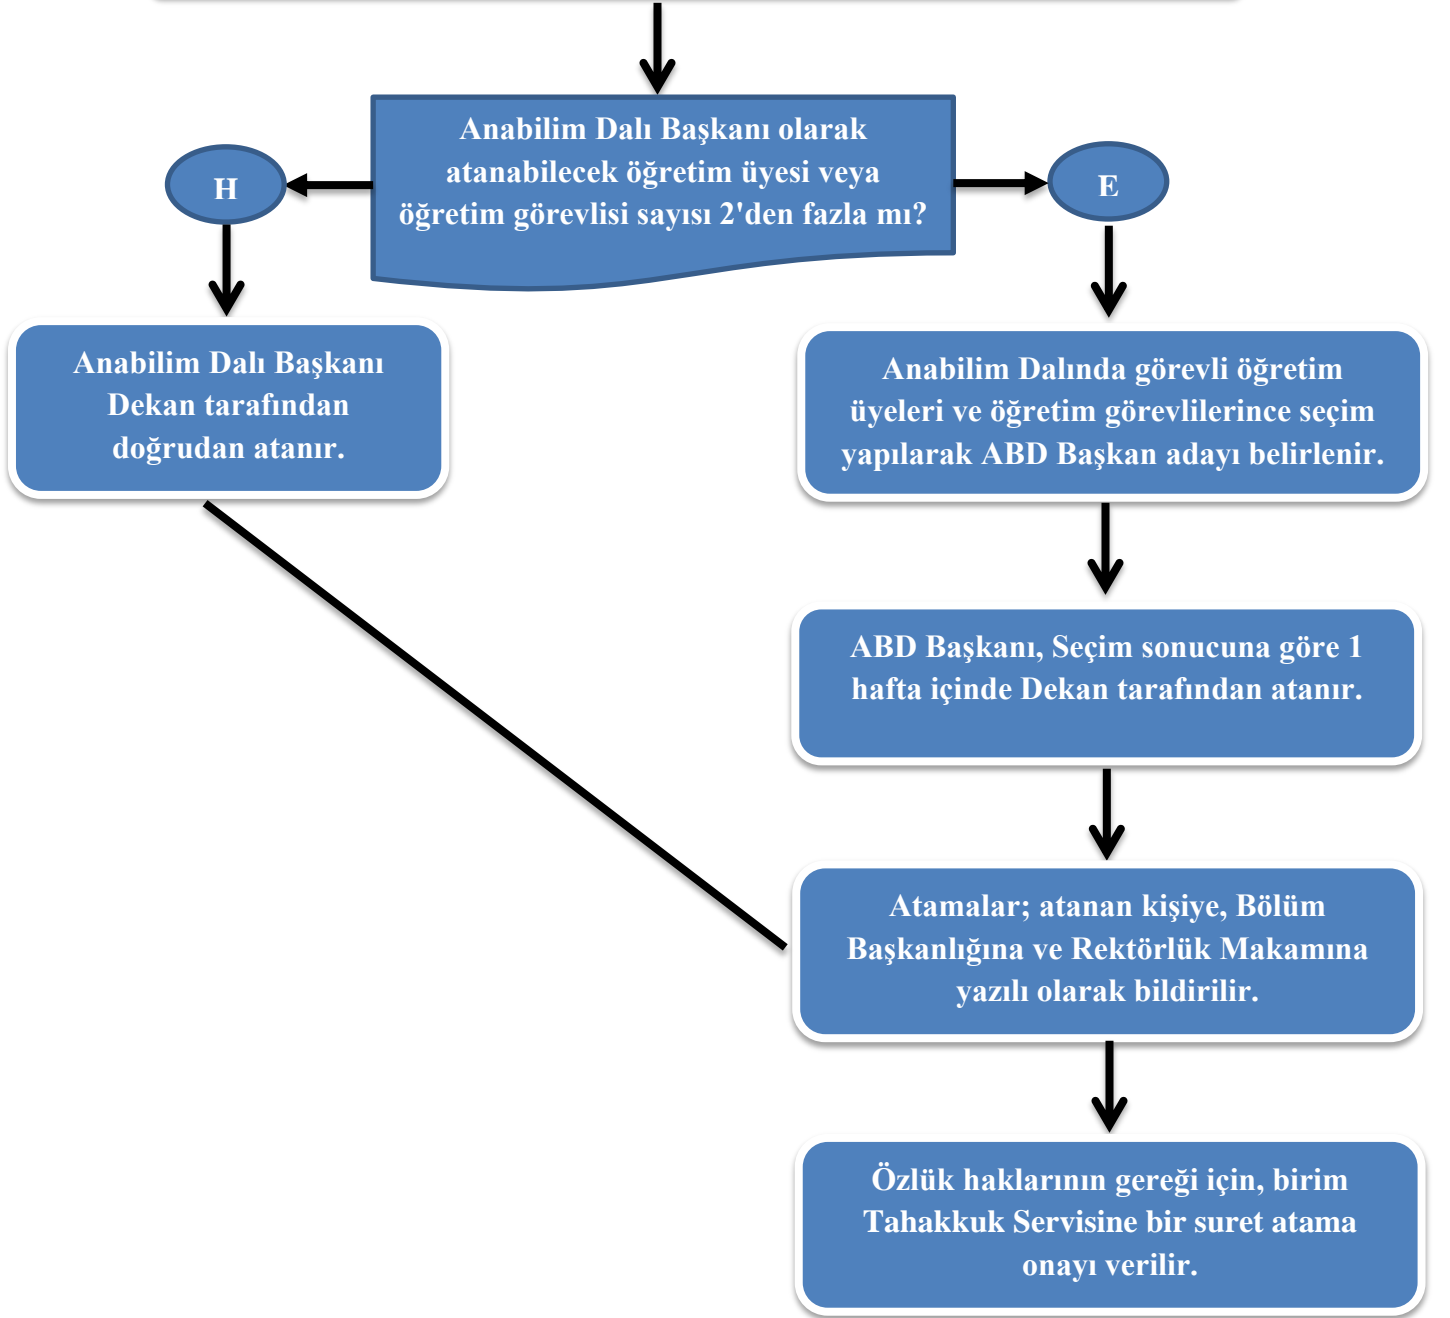 Anabilim Dalı Başkanı olarak
atanabilecek öğretim üyesi veya
öğretim görevlisi sayısı 2'den fazla mı?
H
E
Anabilim Dalı Başkanı
Dekan tarafından
doğrudan atanır.
Anabilim Dalında görevli öğretim
üyeleri ve öğretim görevlilerince seçim
yapılarak ABD Başkan adayı belirlenir.
ABD Başkanı, Seçim sonucuna göre 1
hafta içinde Dekan tarafından atanır.
Atamalar; atanan kişiye, Bölüm
Başkanlığına ve Rektörlük Makamına
yazılı olarak bildirilir.
Özlük haklarının gereği için, birim
Tahakkuk Servisine bir suret atama
onayı verilir.